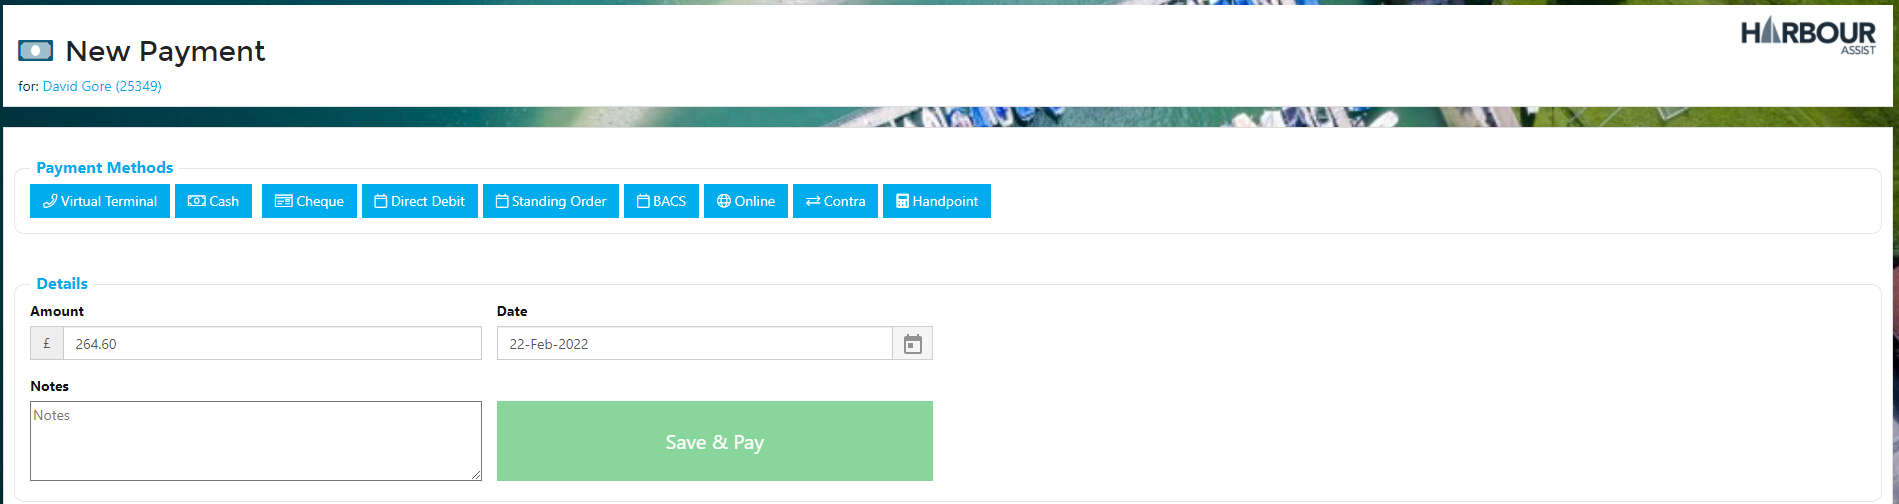 New Payment
HARBOUR
ASSIST
for: David Gore (25349)
Payment Methods
Virtual Terminal Cash Cheque Direct Debit Standing Order BACS Online Contra Handpoint
Details
Amount Date
£ 264.60 22-Feb-2022
Notes
Notes
Save & Pay